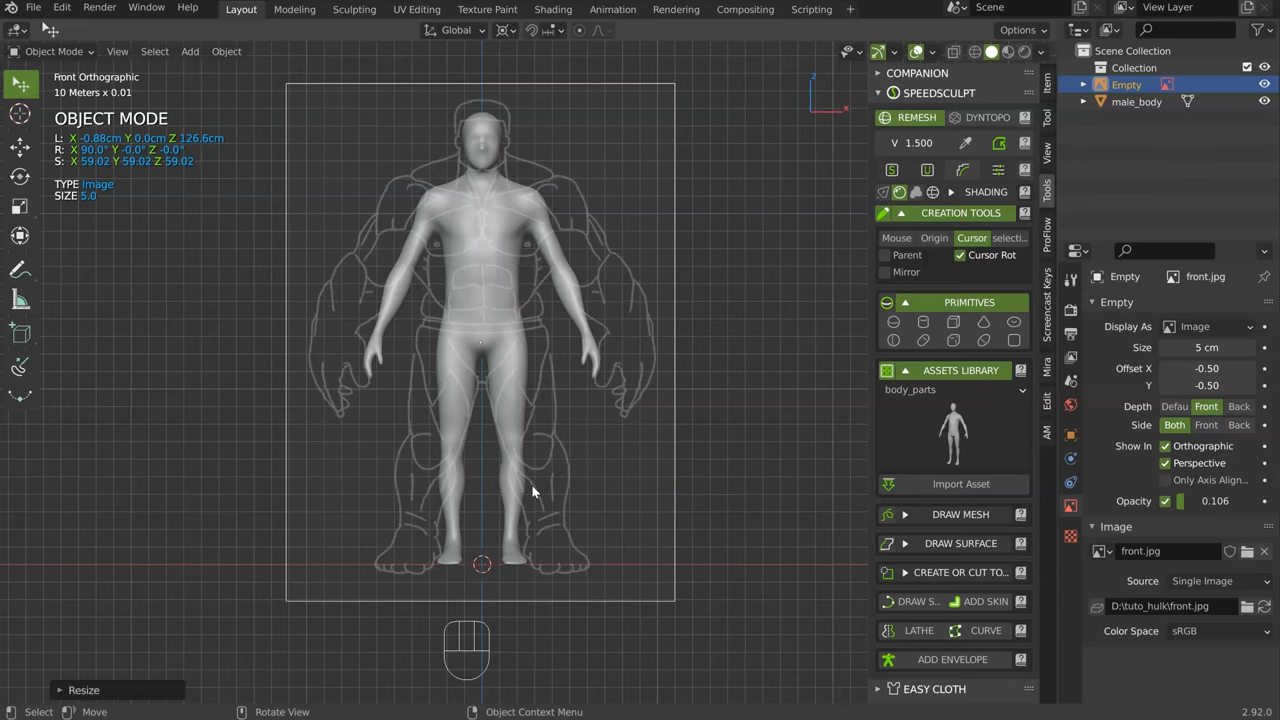 File Edit Render Window Help Layout Modeling Sculpting UV Editing Texture Paint Shading Animation Rendering Compositing Scripting + Scene View Layer
Global Options
Object Mode View Select Add Object
Front Orthographic
10 Meters x 0.01
OBJECT MODE
L: X -0.88cm Y 0.0cm Z 126.6cm
R: X 90.0° Y -0.0° Z -0.0°
S: X 59.02 Y 59.02 Z 59.02
TYPE Image
SIZE 5.0
z
x
COMPANION
SPEEDSCULPT
REMESH DYNTOPO
V 1.500
S U
SHADING
CREATION TOOLS
Mouse Origin Cursor selecti...
Parent Cursor Rot
Mirror
PRIMITIVES
ASSETS LIBRARY
body_parts
Import Asset
DRAW MESH
DRAW SURFACE
CREATE OR CUT TO...
DRAW S... ADD SKIN
LATHE CURVE
ADD ENVELOPE
EASY CLOTH
Item
Tool
View
Tools
ProFlow
Screencast Keys
Mira
Edit
AM
Scene Collection
Collection
Empty
male_body
Empty front.jpg
Empty
Display As Image
Size 5 cm
Offset X -0.50
Y -0.50
Depth Defau Front Back
Side Both Front Back
Show In Orthographic
Perspective
Only Axis Align...
Opacity 0.106
Image
front.jpg
Source Single Image
D:\tuto_hulk\front.jpg
Color Space sRGB
Resize
Select Move Rotate View Object Context Menu 2.92.0